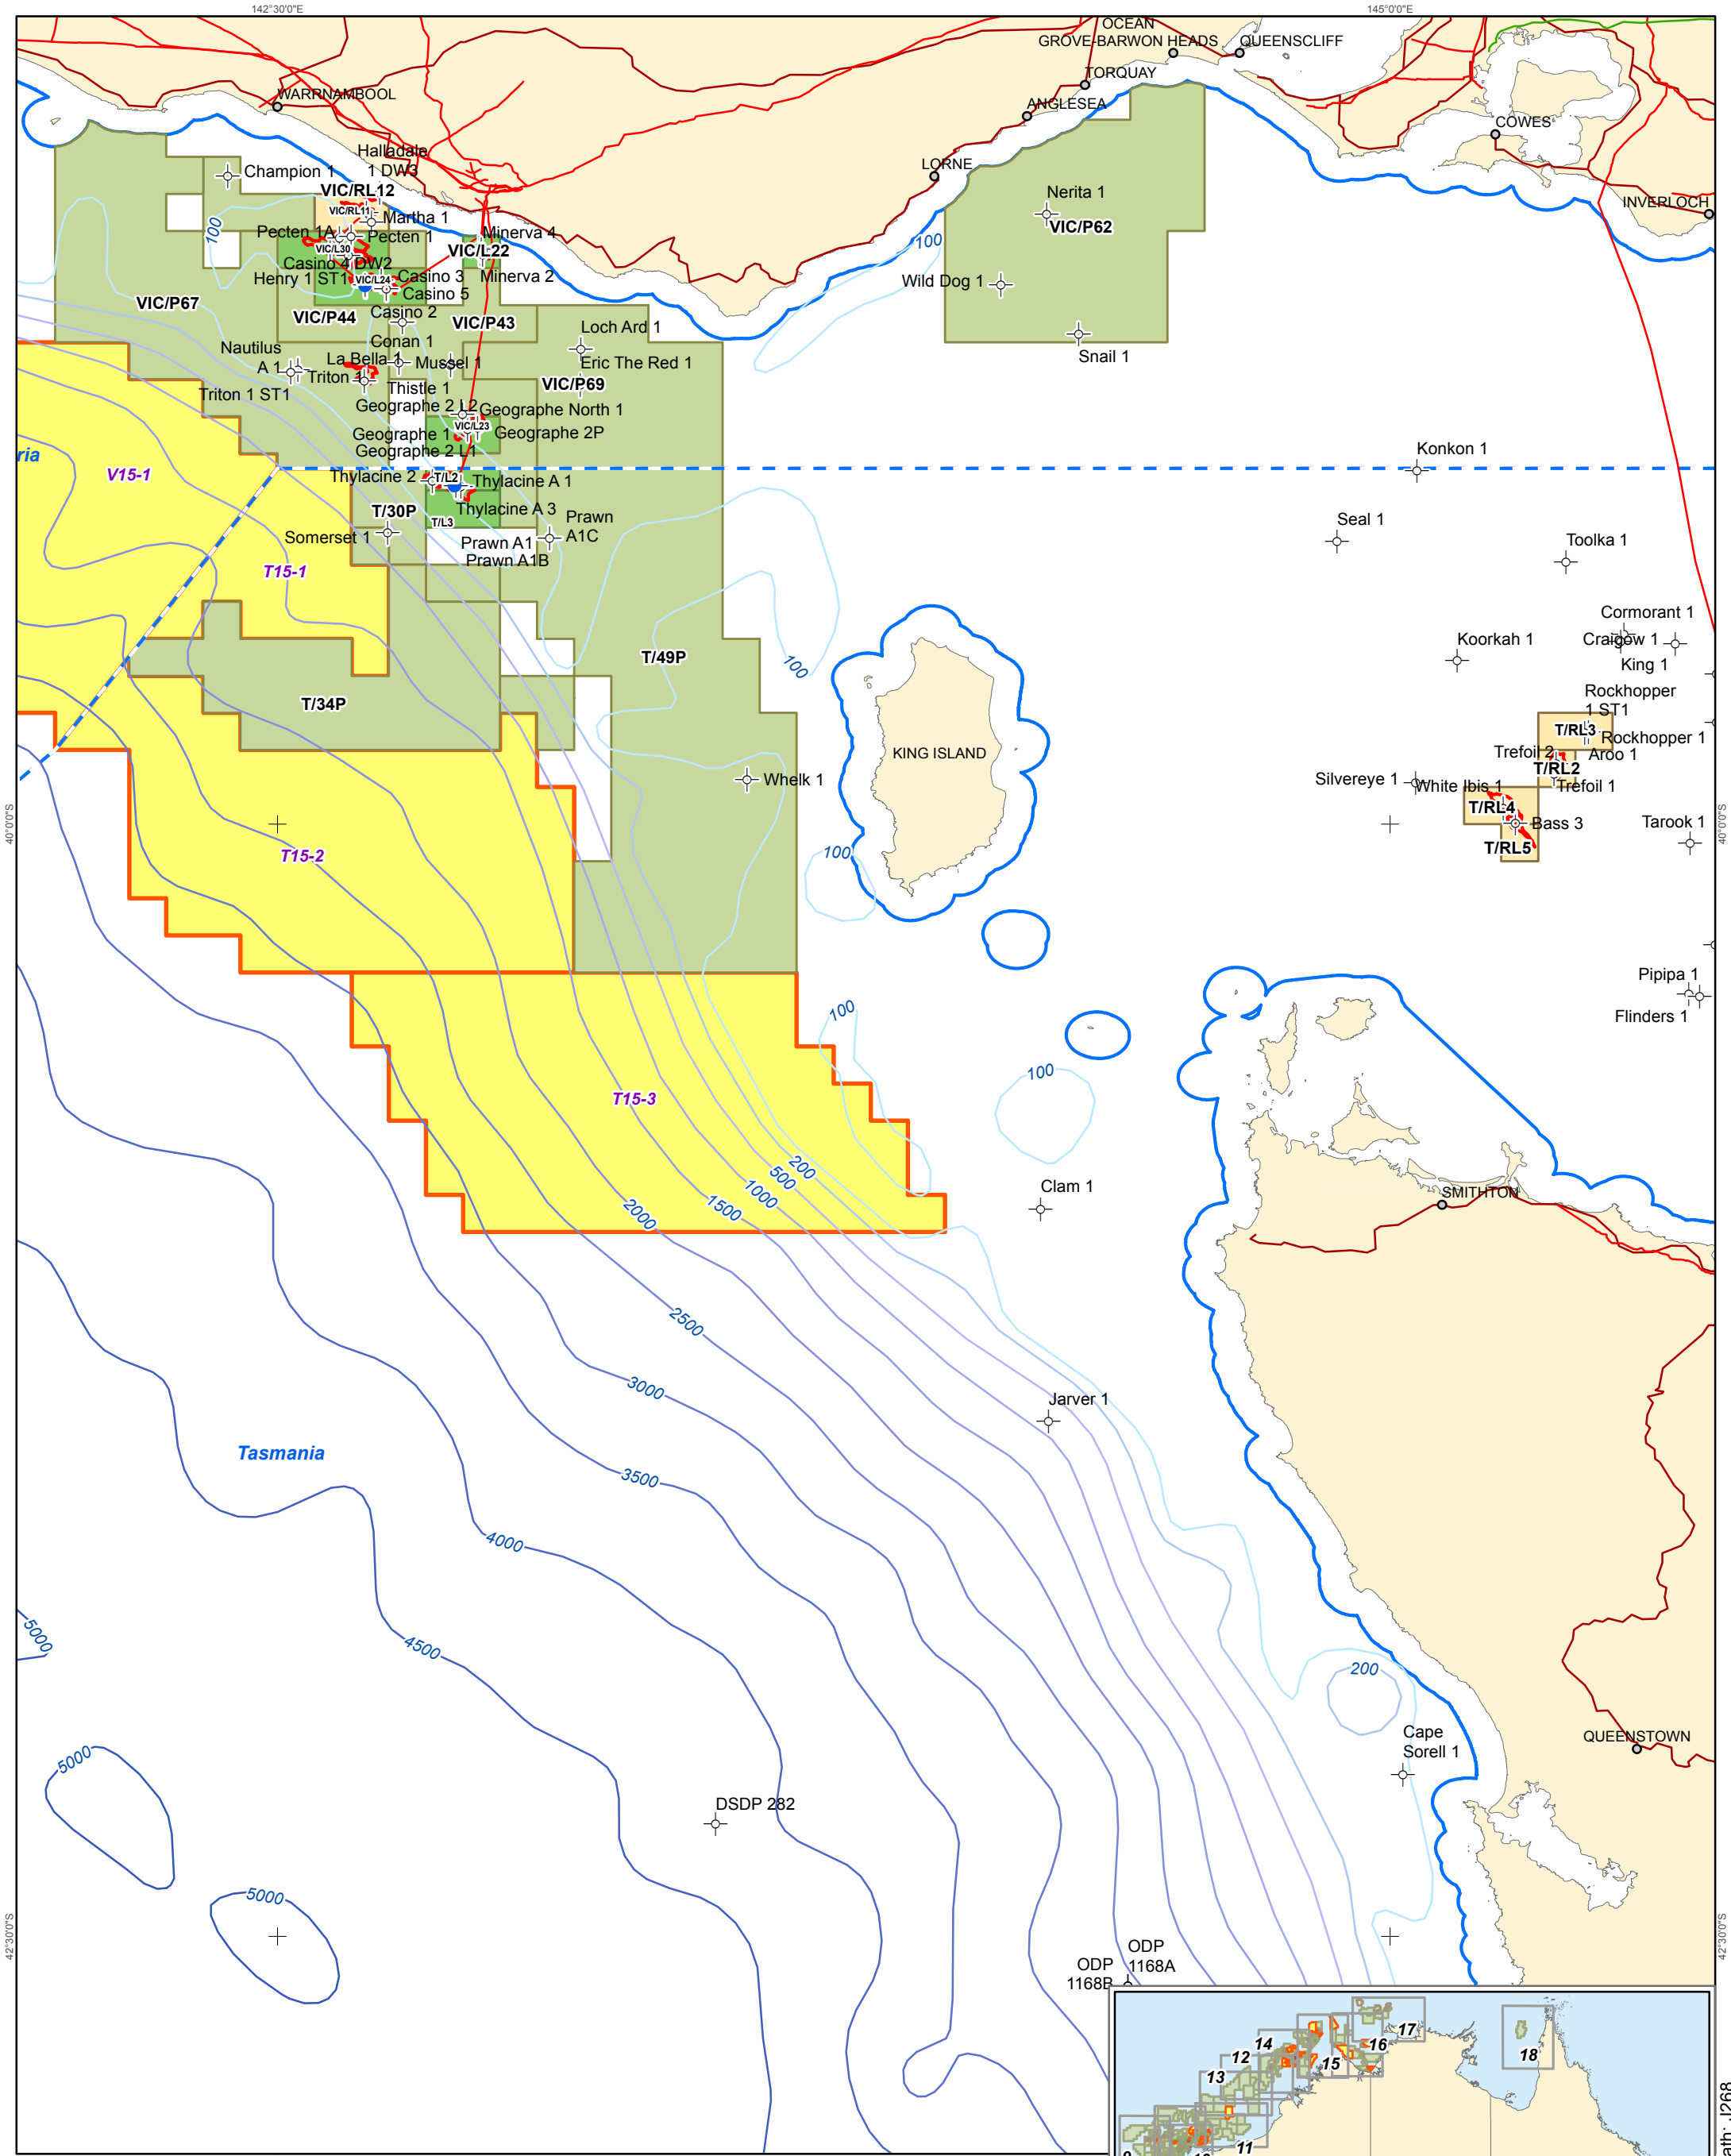 142°30'0"E
145°0'0"E
OCEAN
GROVE-BARWON HEADS
QUEENSCLIFF
TORQUAY
WARRNAMBOOL
ANGLESEA
COWES
Halladale
1 DW3
Champion 1
LORNE
VIC/RL12
Nerita 1
INVERLOCH
VIC/RL11
Martha 1
VIC/P62
100
Pecten 1A
Pecten 1
Minerva 4
100
VIC/L30
VIC/L22
Casino 4 DW2
Henry 1 ST1
VIC/L24
Casino 3
Minerva 2
Wild Dog 1
Casino 5
VIC/P67
Casino 2
VIC/P44
VIC/P43
Loch Ard 1
Conan 1
Nautilus
A 1
La Bella 1
Mussel 1
Eric The Red 1
Snail 1
Triton 1
Thistle 1
VIC/P69
Triton 1 ST1
Geographe 2 L2
Geographe North 1
VIC/L23
Geographe 1
Geographe 2P
Geographe 2 L1
Konkon 1
ria
V15-1
Thylacine 2
T/L2
Thylacine A 1
Thylacine A 3
T/30P
T/L3
Prawn
A1C
Seal 1
Somerset 1
Prawn A1
Prawn A1B
Toolka 1
T15-1
Cormorant 1
Koorkah 1
Craigow 1
T/49P
100
King 1
T/34P
Rockhopper
1 ST1
T/RL3
Rockhopper 1
KING ISLAND
Trefoil 2
Aroo 1
T/RL2
Whelk 1
Silvereye 1
White Ibis 1
Trefoil 1
T/RL4
40°0'0"S
Bass 3
Tarook 1
40°0'0"S
T/RL5
T15-2
100
Pipipa 1
100
Flinders 1
100
T15-3
200
500
1000
1500
2000
Clam 1
SMITHTON
2500
3000
Jarver 1
Tasmania
3500
4000
5000
4500
200
QUEENSTOWN
Cape
Sorell 1
5000
DSDP 282
5000
42°30'0"S
42°30'0"S
ODP
1168A
ODP
1168B
17
14
16
12
15
18
13
11